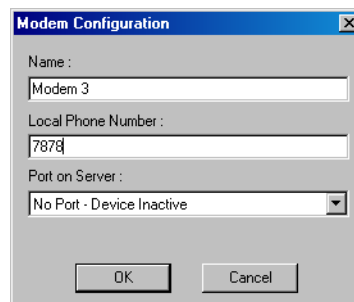 Modem Configuration
Name :
Modem 3
Local Phone Number :
7878
Port on Server :
No Port - Device Inactive
OK Cancel